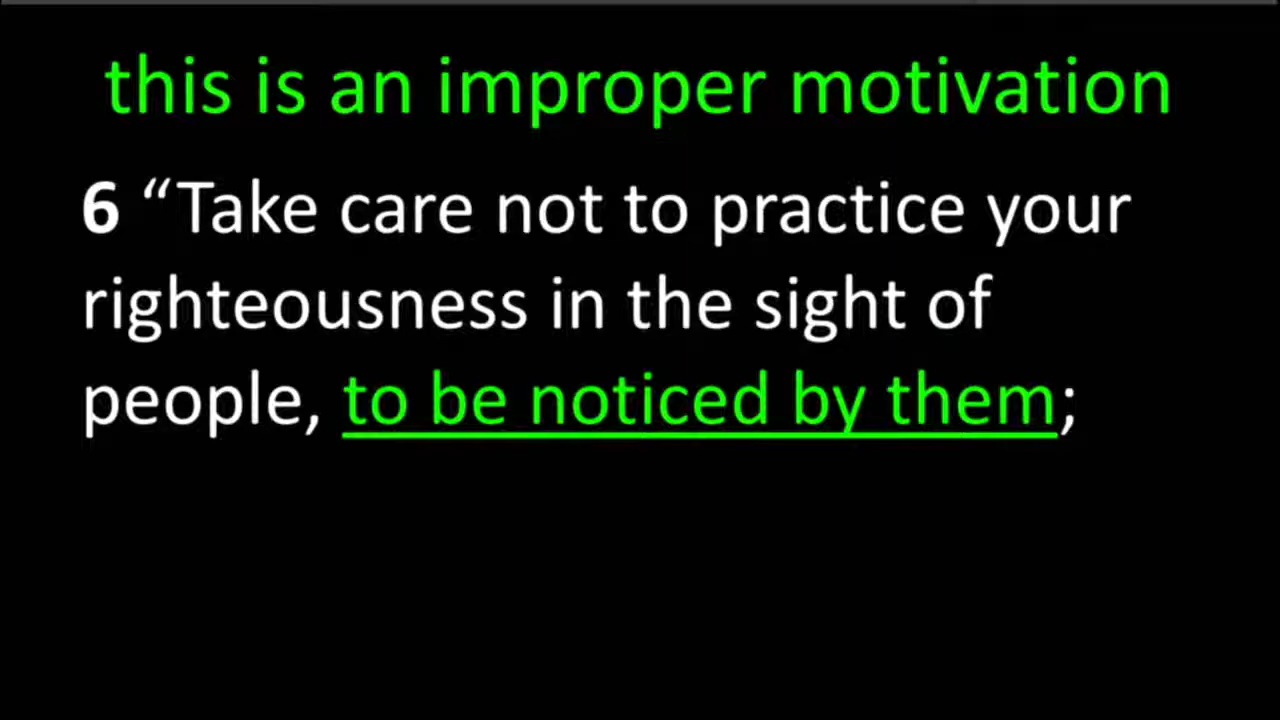 this is an improper motivation
6 “Take care not to practice your
righteousness in the sight of
people, to be noticed by them;